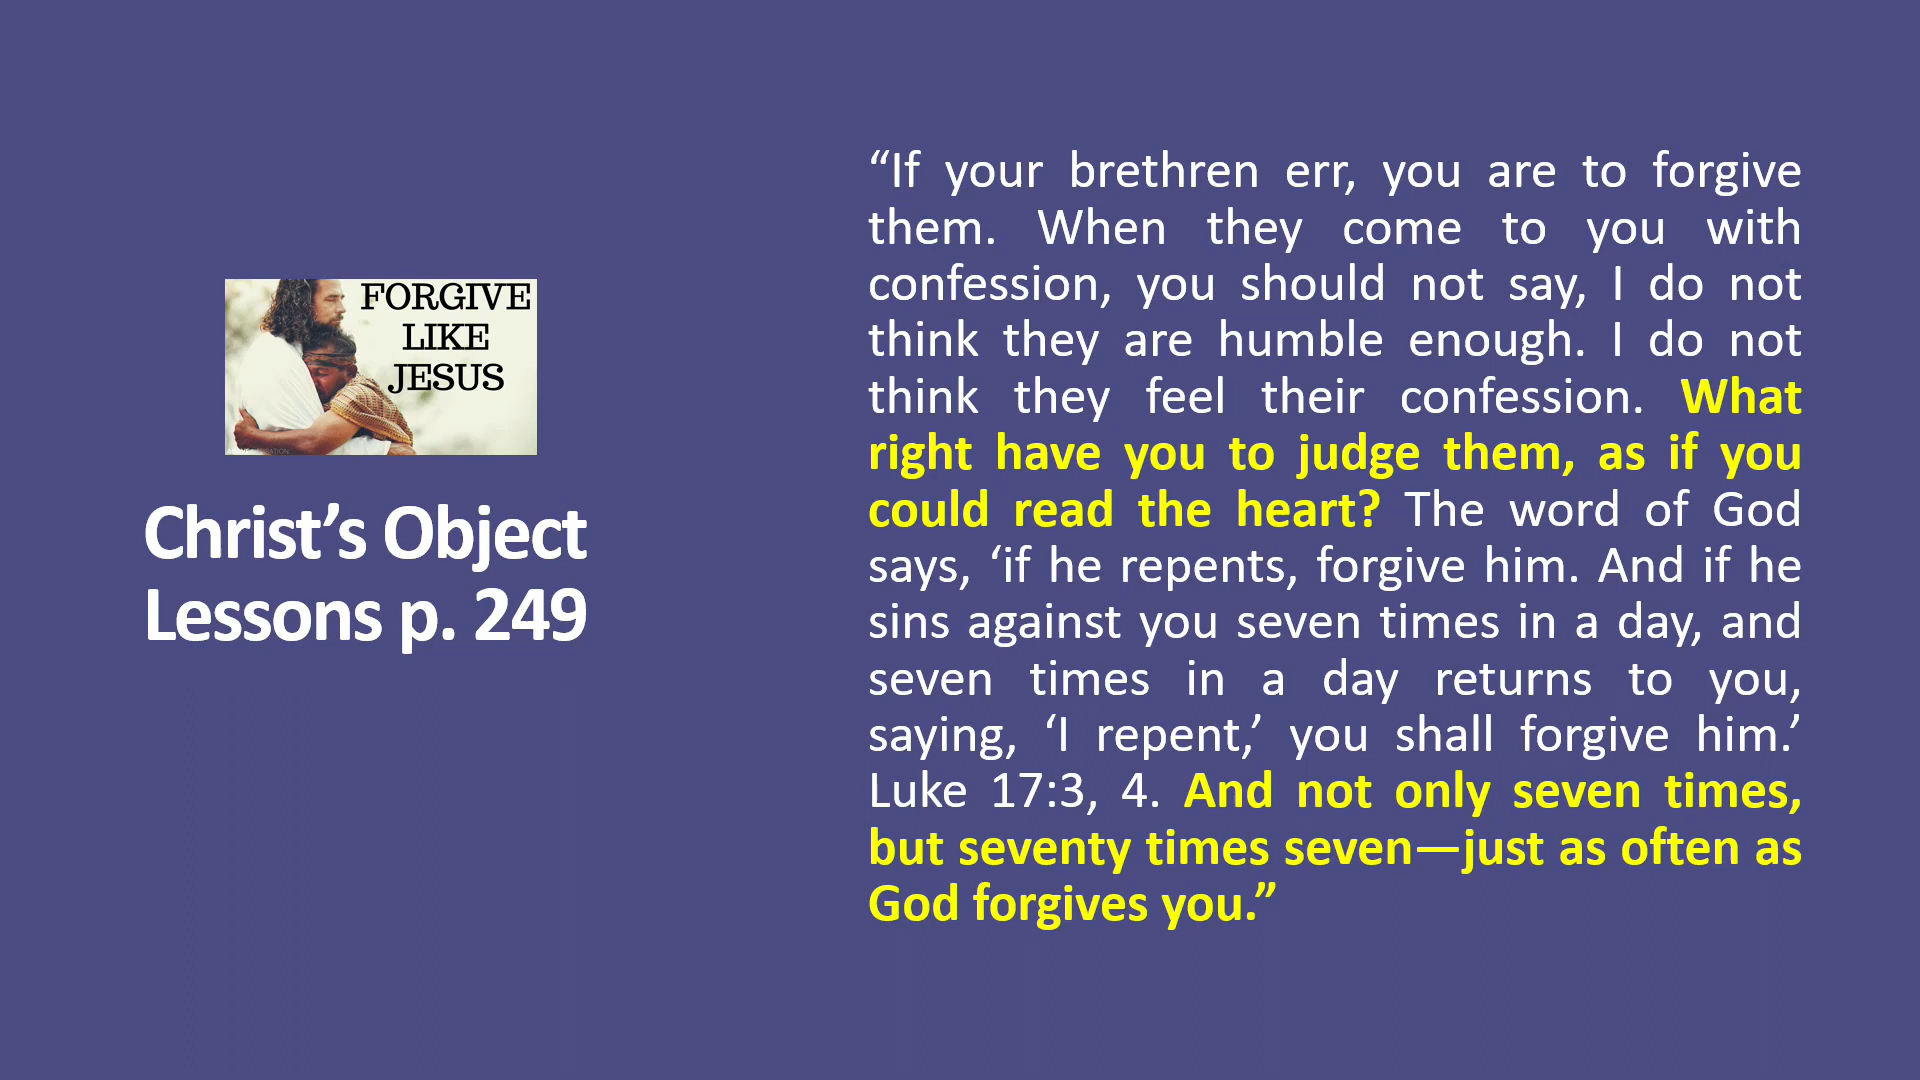 FORGIVE
LIKE
JESUS
Christ’s Object
Lessons p. 249
“If your brethren err, you are to forgive
them. When they come to you with
confession, you should not say, I do not
think they are humble enough. I do not
think they feel their confession. What
right have you to judge them, as if you
could read the heart? The word of God
says, ‘if he repents, forgive him. And if he
sins against you seven times in a day, and
seven times in a day returns to you,
saying, ‘I repent,’ you shall forgive him.’
Luke 17:3, 4. And not only seven times,
but seventy times seven—just as often as
God forgives you.”